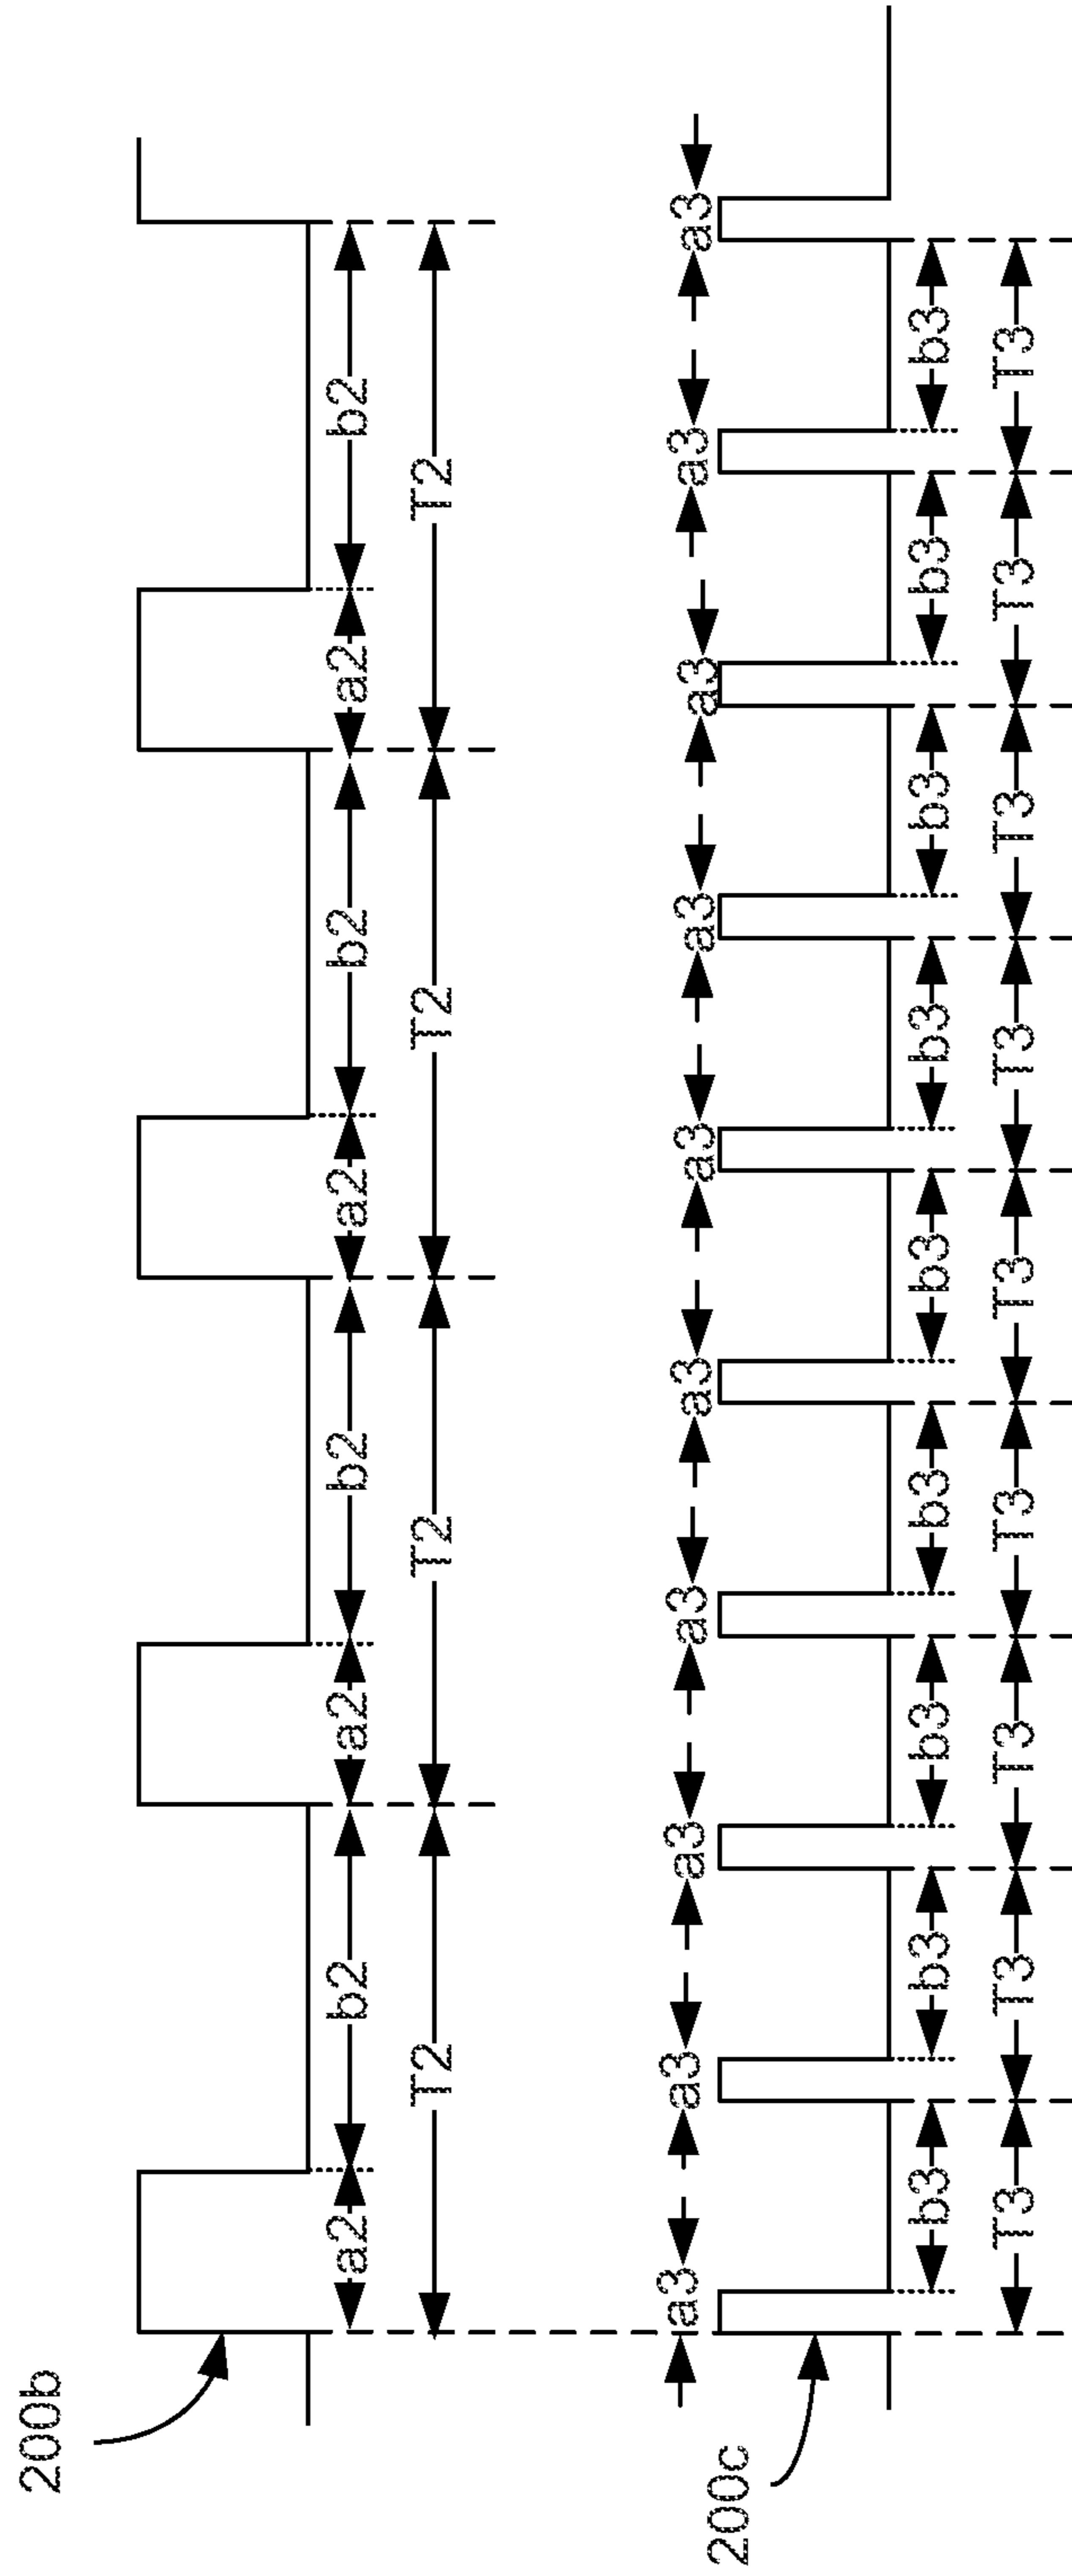 200b
a2 b2 a2 b2 a2 b2 a2 b2
T2 T2 T2 T2
a3 a3 a3 a3 a3 a3 a3 a3 a3 a3
200c
b3 b3 b3 b3 b3 b3 b3 b3 b3
T3 T3 T3 T3 T3 T3 T3 T3 T3